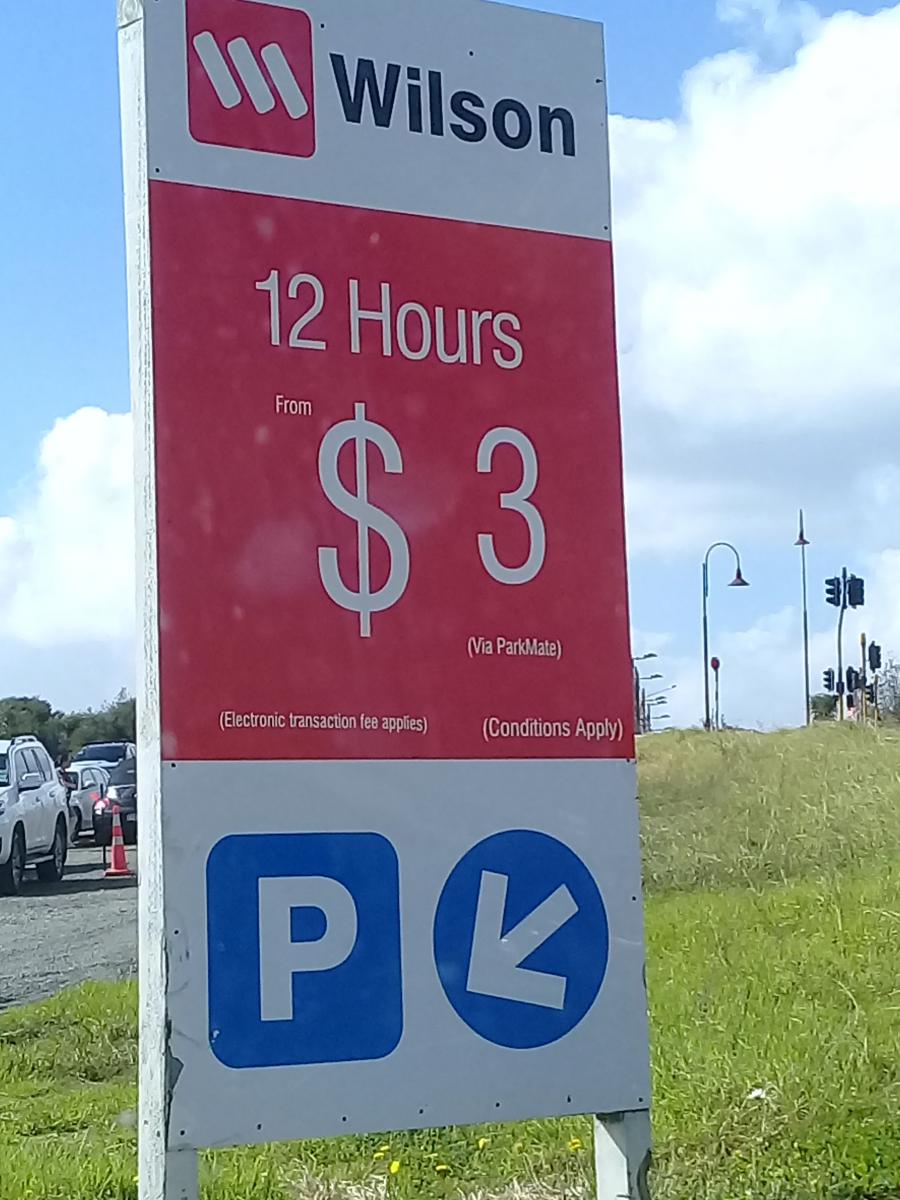 Wilson
12 Hours
From
$ 3
(Via ParkMate)
(Electronic transaction fee applies) (Conditions Apply)
P